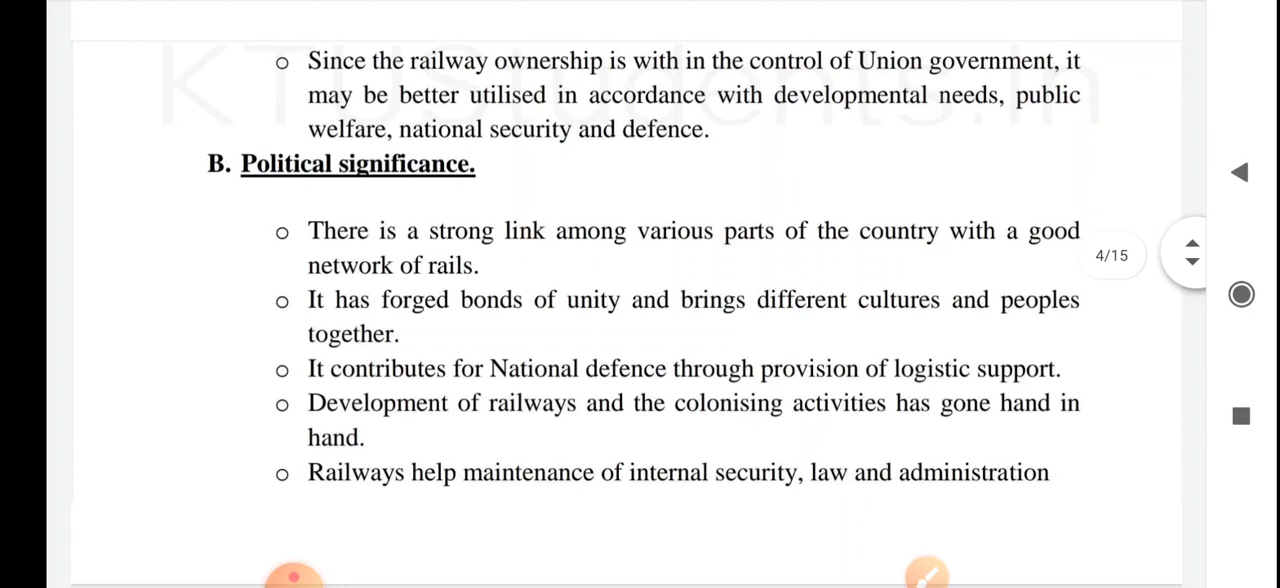 KTUStudents.in
o Since the railway ownership is with in the control of Union government, it
may be better utilised in accordance with developmental needs, public
welfare, national security and defence.
B. Political significance.
o There is a strong link among various parts of the country with a good
network of rails.
4/15
o It has forged bonds of unity and brings different cultures and peoples
together.
o It contributes for National defence through provision of logistic support.
o Development of railways and the colonising activities has gone hand in
hand.
o Railways help maintenance of internal security, law and administration